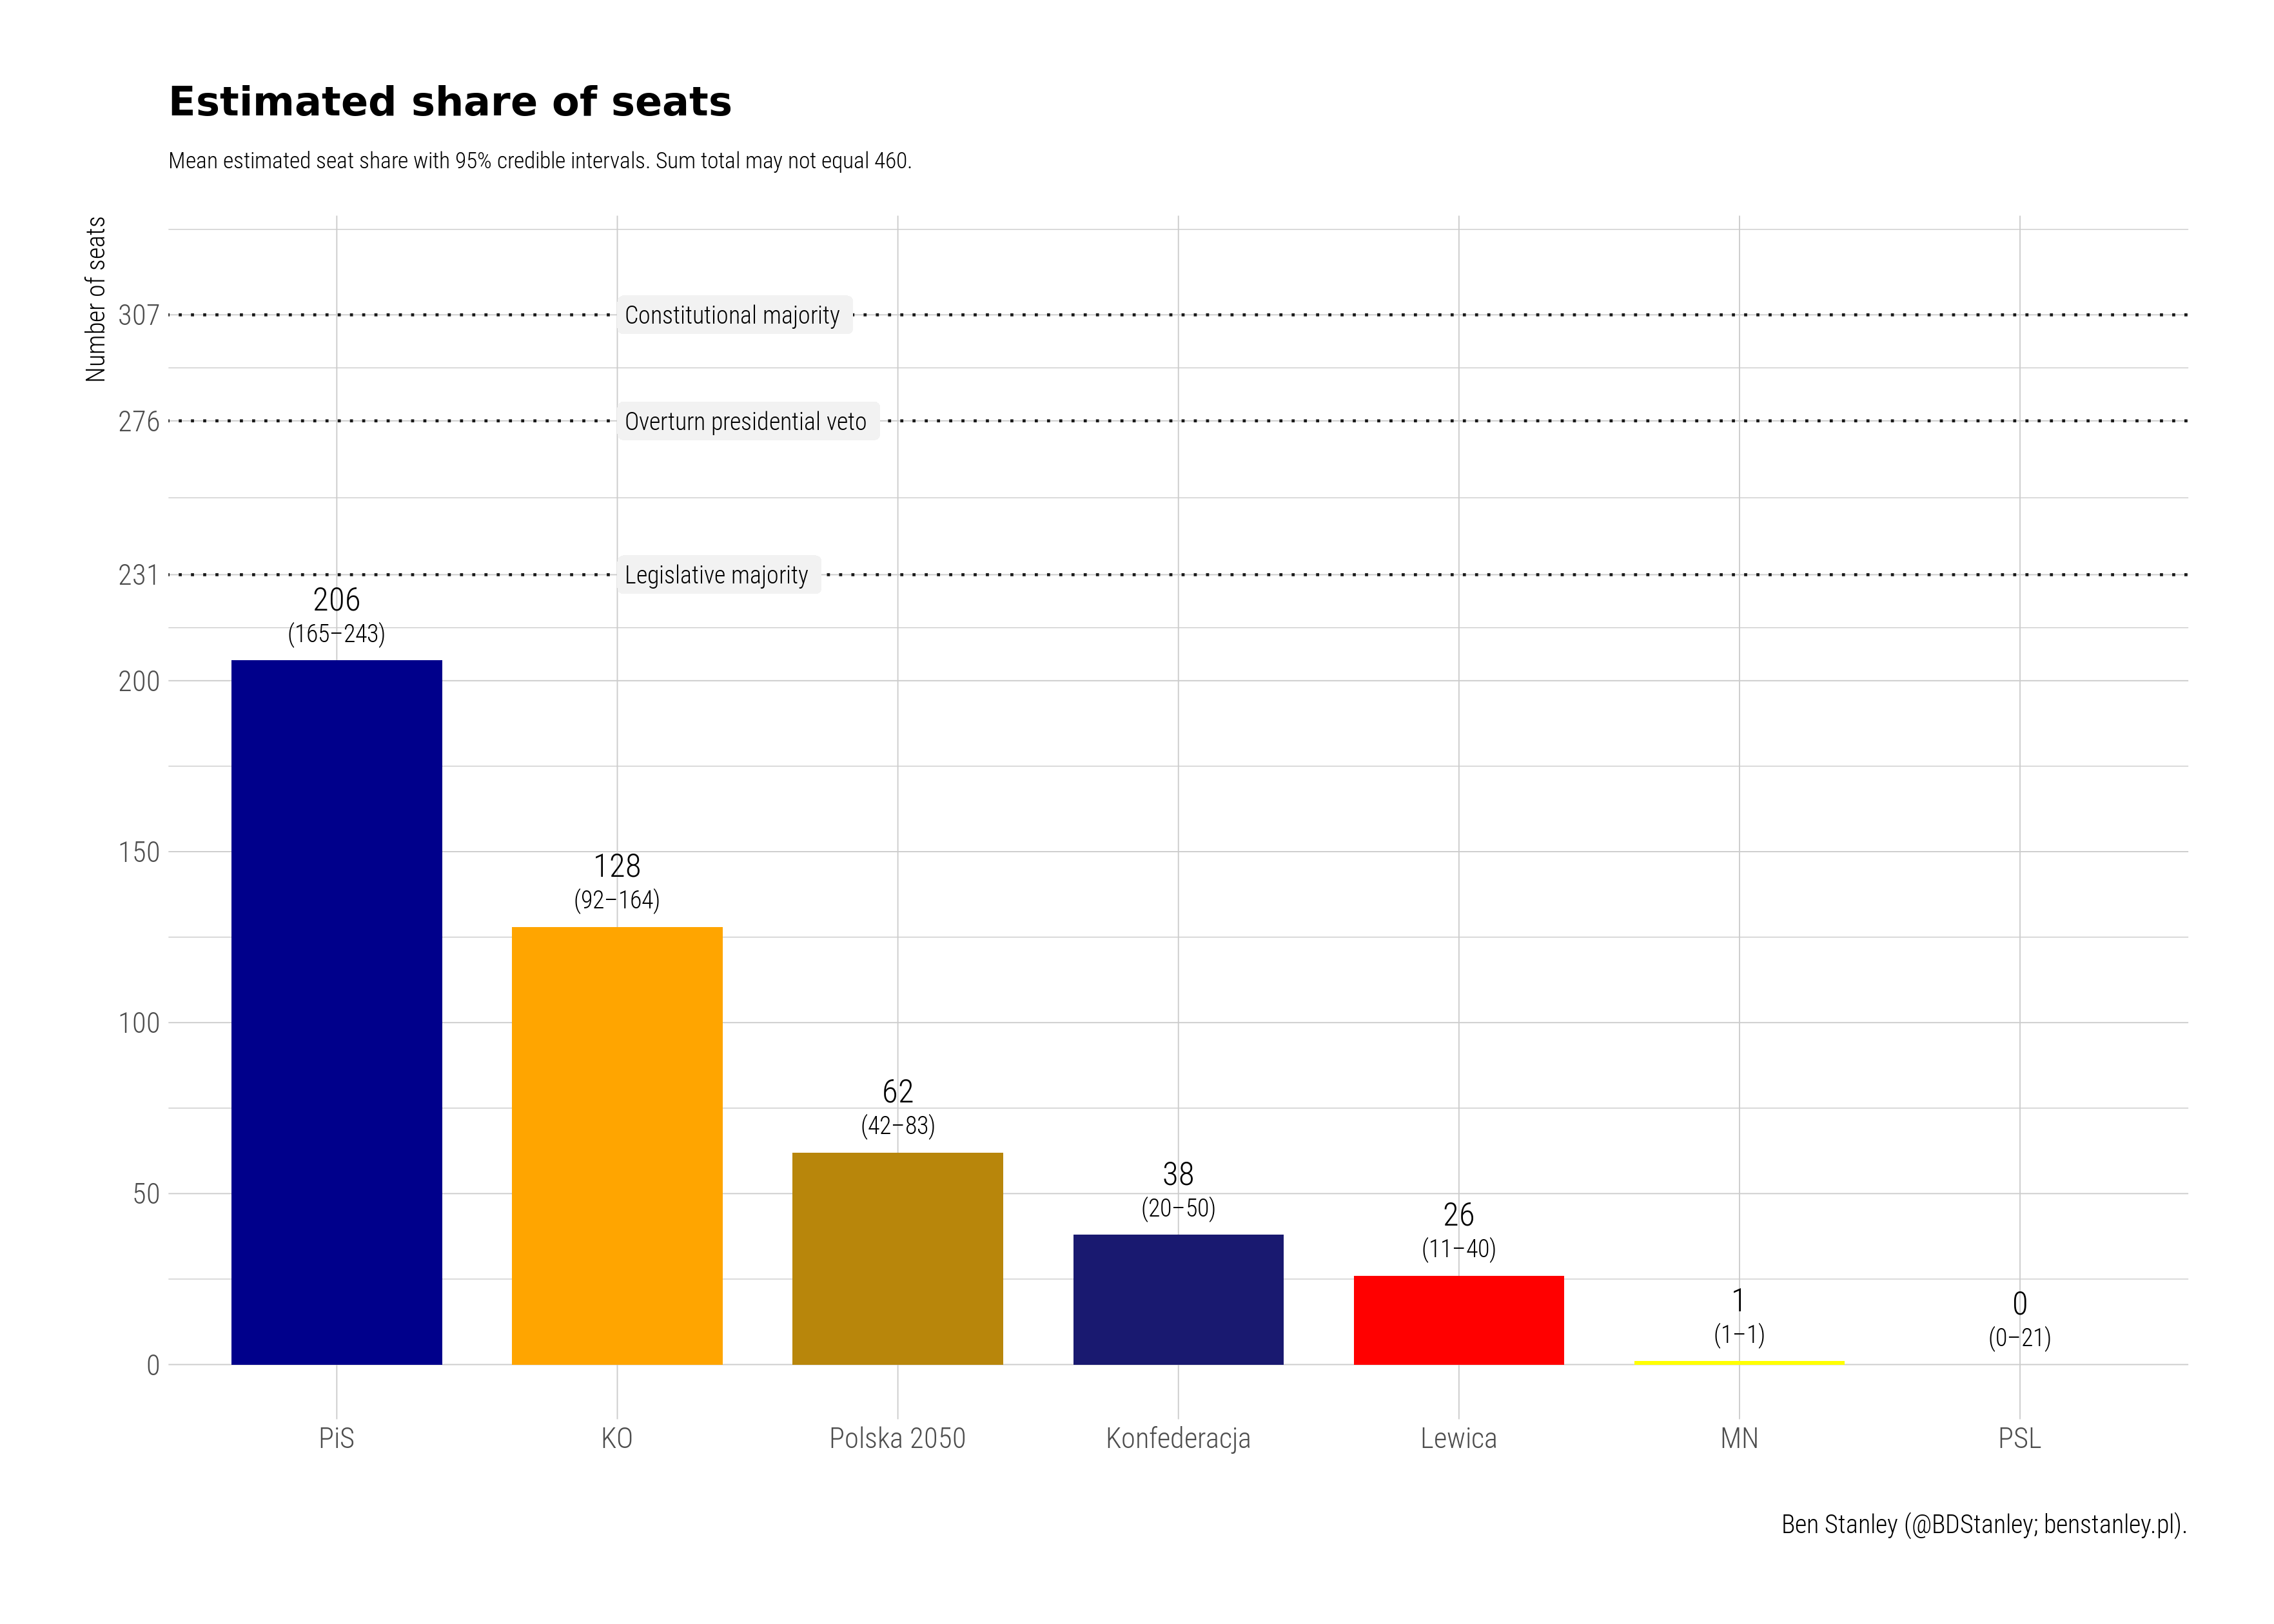 Estimated share of seats
Mean estimated seat share with 95% credible intervals. Sum total may not equal 460.
Number of seats
307
Constitutional majority
276
Overturn presidential veto
231
Legislative majority
206
(165–243)
200
150
128
(92–164)
100
62
(42–83)
50
38
(20–50)
26
(11–40)
1
(1–1)
0
(0–21)
0
PiS
KO
Polska 2050
Konfederacja
Lewica
MN
PSL
Ben Stanley (@BDStanley; benstanley.pl).